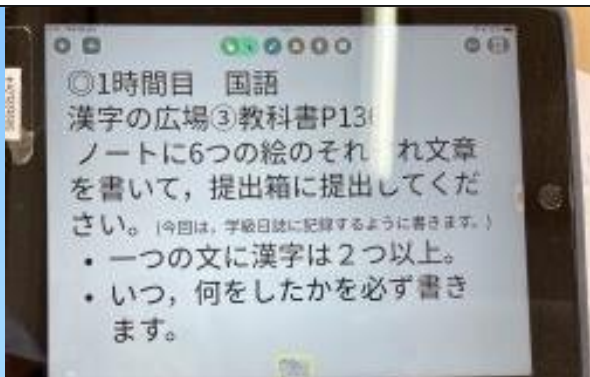 ◎1時間目　国語
漢字の広場③教科書P13
ノートに6つの絵のそれ れ文章
を書いて，提出箱に提出してくだ
さい。(今回は，学級日誌に記録するように書きます。)
・一つの文に漢字は２つ以上。
・いつ，何をしたかを必ず書き
ます。